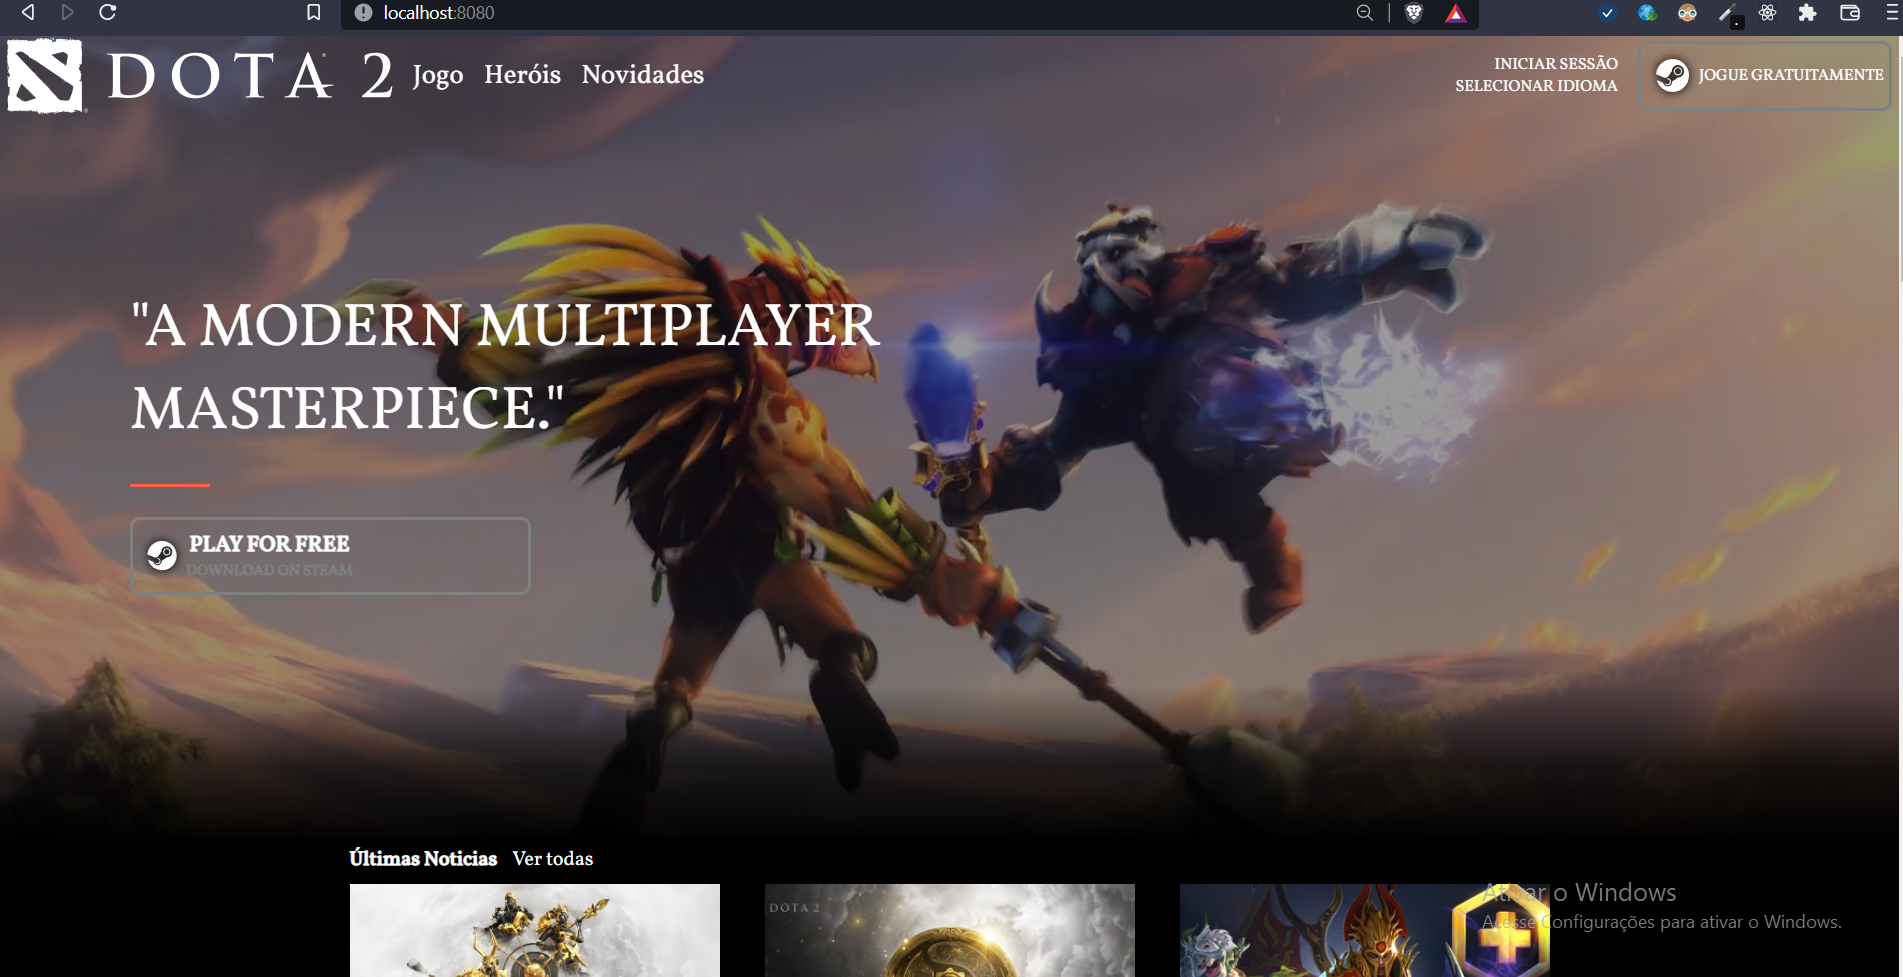 localhost:8080
DOTA 2 Jogo Heróis Novidades
INICIAR SESSÃO
SELECIONAR IDIOMA
JOGUE GRATUITAMENTE
"A MODERN MULTIPLAYER
MASTERPIECE."
PLAY FOR FREE
DOWNLOAD ON STEAM
Últimas Noticias Ver todas
DOTA 2
Ativar o Windows
Acesse Configurações para ativar o Windows.